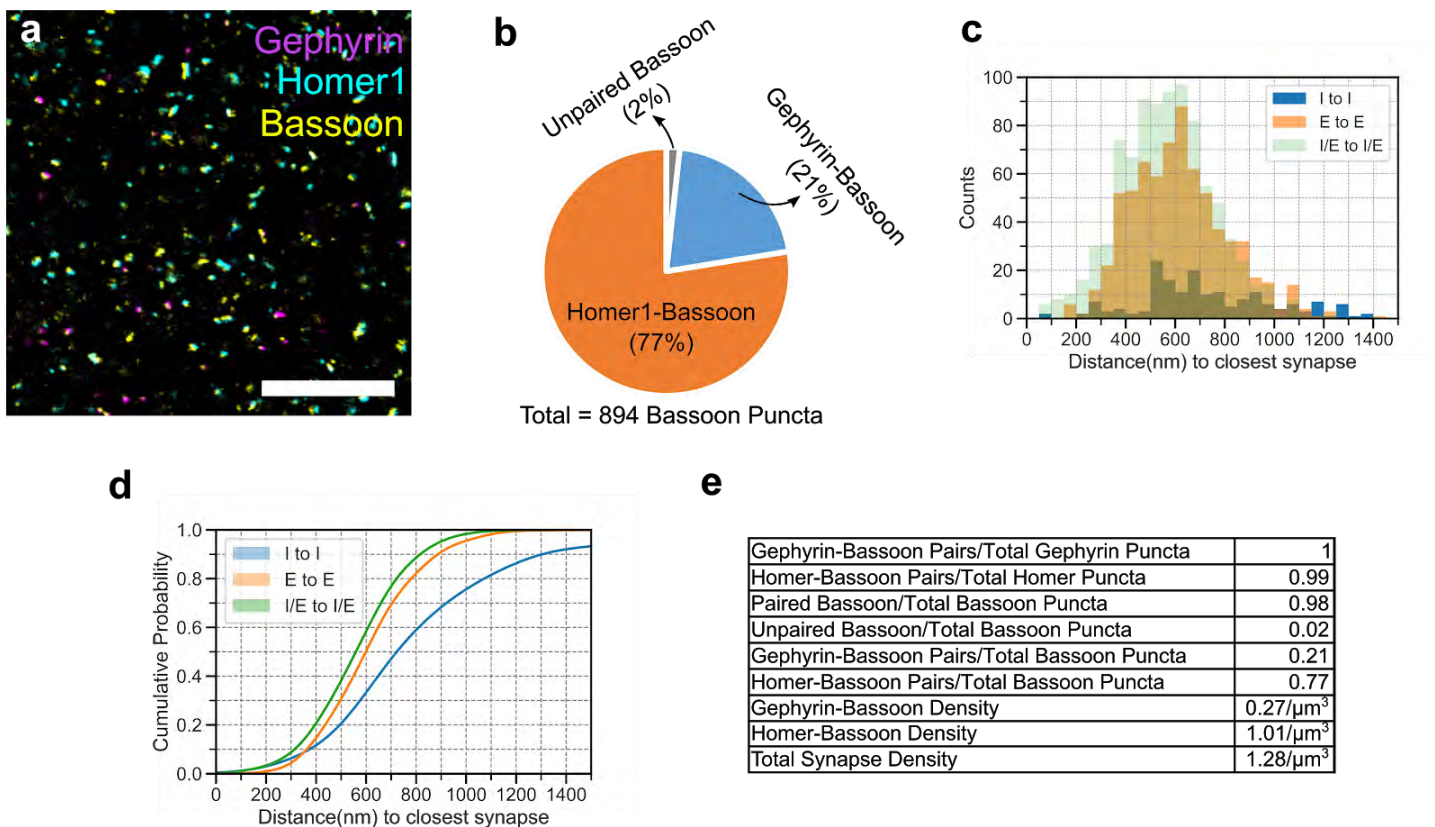 a
Gephyrin
Homer1
Bassoon
b
Unpaired Bassoon
(2%)
Gephyrin-Bassoon
(21%)
Homer1-Bassoon
(77%)
Total = 894 Bassoon Puncta
c
100
80
60
40
20
0
Counts
I to I
E to E
I/E to I/E
0 200 400 600 800 1000 1200 1400
Distance(nm) to closest synapse
d
1.0
0.8
0.6
0.4
0.2
0.0
Cumulative Probability
I to I
E to E
I/E to I/E
0 200 400 600 800 1000 1200 1400
Distance(nm) to closest synapse
e
Gephyrin-Bassoon Pairs/Total Gephyrin Puncta 1
Homer-Bassoon Pairs/Total Homer Puncta 0.99
Paired Bassoon/Total Bassoon Puncta 0.98
Unpaired Bassoon/Total Bassoon Puncta 0.02
Gephyrin-Bassoon Pairs/Total Bassoon Puncta 0.21
Homer-Bassoon Pairs/Total Bassoon Puncta 0.77
Gephyrin-Bassoon Density 0.27/µm³
Homer-Bassoon Density 1.01/µm³
Total Synapse Density 1.28/µm³